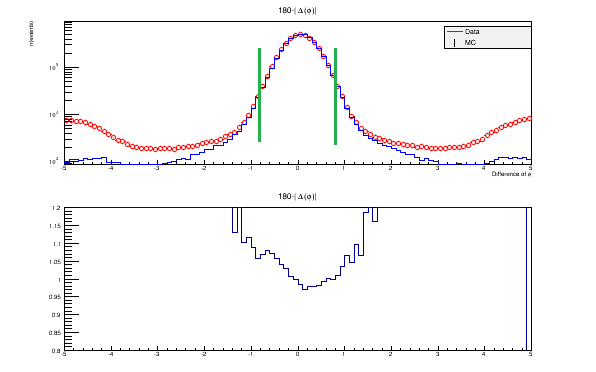 180-|Δ(φ)|
n(events)
Data
MC
10⁵
10⁴
10³
-5 -4 -3 -2 -1 0 1 2 3 4 5
Difference of φ
180-|Δ(φ)|
1.2
1.15
1.1
1.05
1
0.95
0.9
0.85
0.8
-5 -4 -3 -2 -1 0 1 2 3 4 5